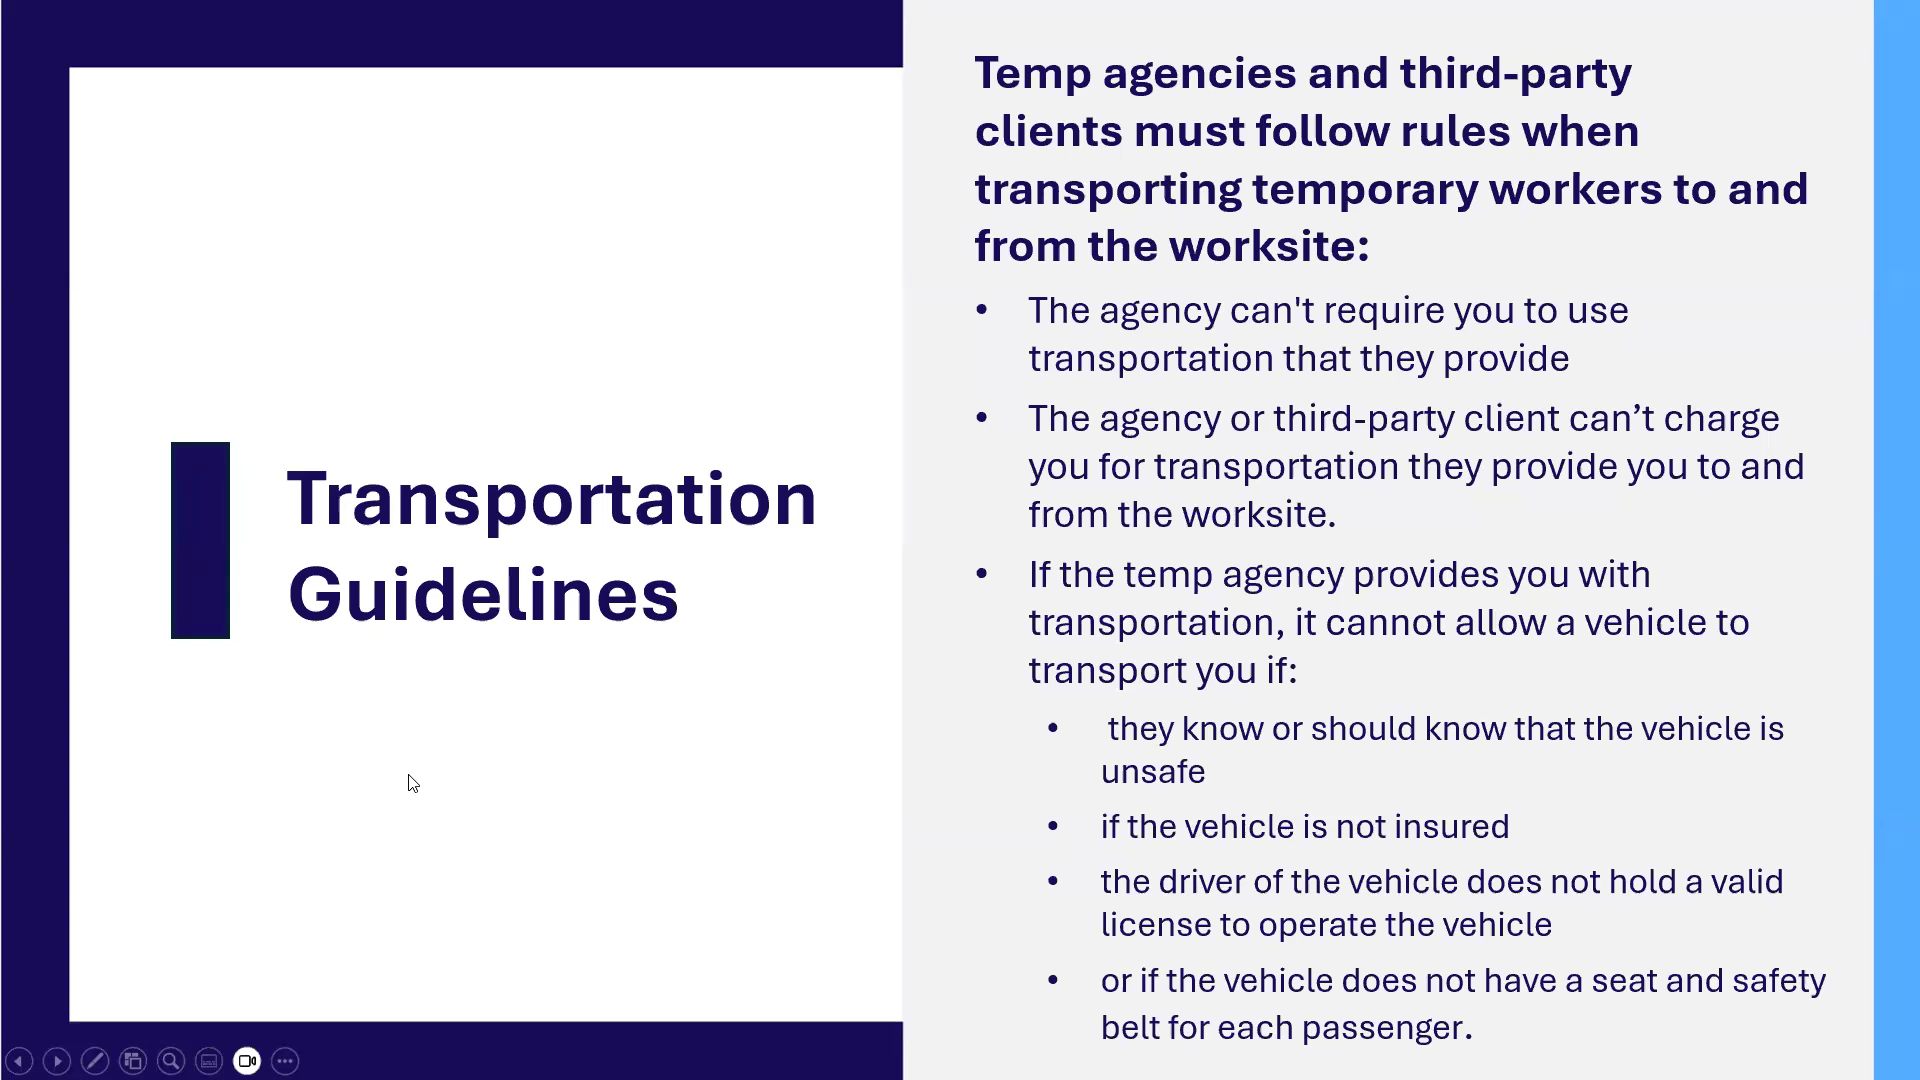 Transportation
Guidelines
Temp agencies and third-party
clients must follow rules when
transporting temporary workers to and
from the worksite:
• The agency can't require you to use
transportation that they provide
• The agency or third-party client can’t charge
you for transportation they provide you to and
from the worksite.
• If the temp agency provides you with
transportation, it cannot allow a vehicle to
transport you if:
• they know or should know that the vehicle is
unsafe
• if the vehicle is not insured
• the driver of the vehicle does not hold a valid
license to operate the vehicle
• or if the vehicle does not have a seat and safety
belt for each passenger.